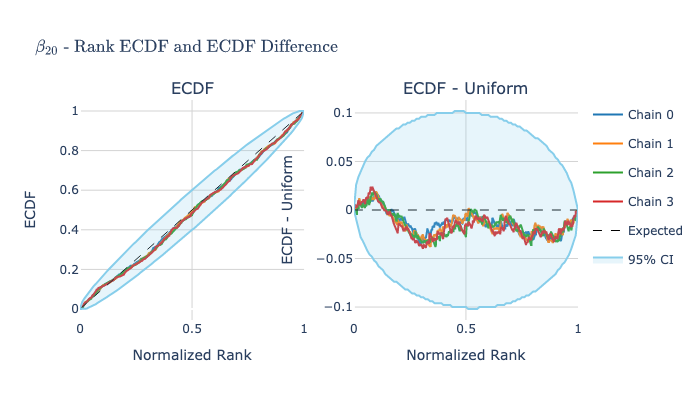 β20 - Rank ECDF and ECDF Difference
ECDF
ECDF - Uniform
1
0.8
0.6
0.4
0.2
0
0
0.5
1
ECDF
Normalized Rank
0.1
0.05
0
−0.05
−0.1
0
0.5
1
ECDF - Uniform
Normalized Rank
Chain 0
Chain 1
Chain 2
Chain 3
Expected
95% CI